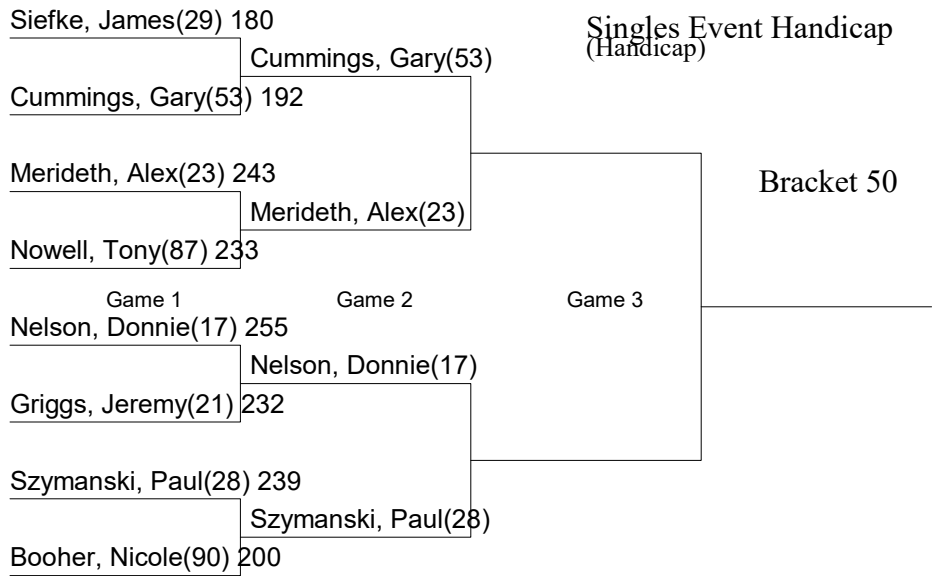 Siefke, James(29) 180
Singles Event Handicap
(Handicap)
Cummings, Gary(53)
Cummings, Gary(53) 192
Merideth, Alex(23) 243
Bracket 50
Merideth, Alex(23)
Nowell, Tony(87) 233
Game 1 Game 2 Game 3
Nelson, Donnie(17) 255
Nelson, Donnie(17)
Griggs, Jeremy(21) 232
Szymanski, Paul(28) 239
Szymanski, Paul(28)
Booher, Nicole(90) 200